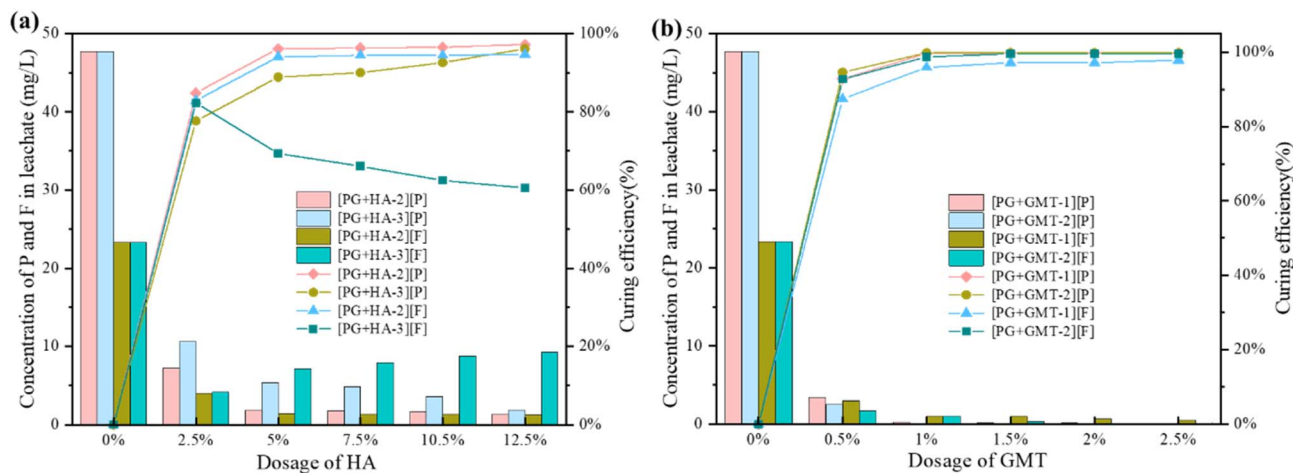 (a)
Concentration of P and F in leachate (mg/L)
50
40
30
20
10
0
100%
80%
60%
40%
20%
0%
Curing efficiency(%)
[PG+HA-2][P]
[PG+HA-3][P]
[PG+HA-2][F]
[PG+HA-3][F]
[PG+HA-2][P]
[PG+HA-3][P]
[PG+HA-2][F]
[PG+HA-3][F]
0% 2.5% 5% 7.5% 10.5% 12.5%
Dosage of HA
(b)
Concentration of P and F in leachate (mg/L)
50
40
30
20
10
0
100%
80%
60%
40%
20%
0%
Curing efficiency(%)
[PG+GMT-1][P]
[PG+GMT-2][P]
[PG+GMT-1][F]
[PG+GMT-2][F]
[PG+GMT-1][P]
[PG+GMT-2][P]
[PG+GMT-1][F]
[PG+GMT-2][F]
0% 0.5% 1% 1.5% 2% 2.5%
Dosage of GMT